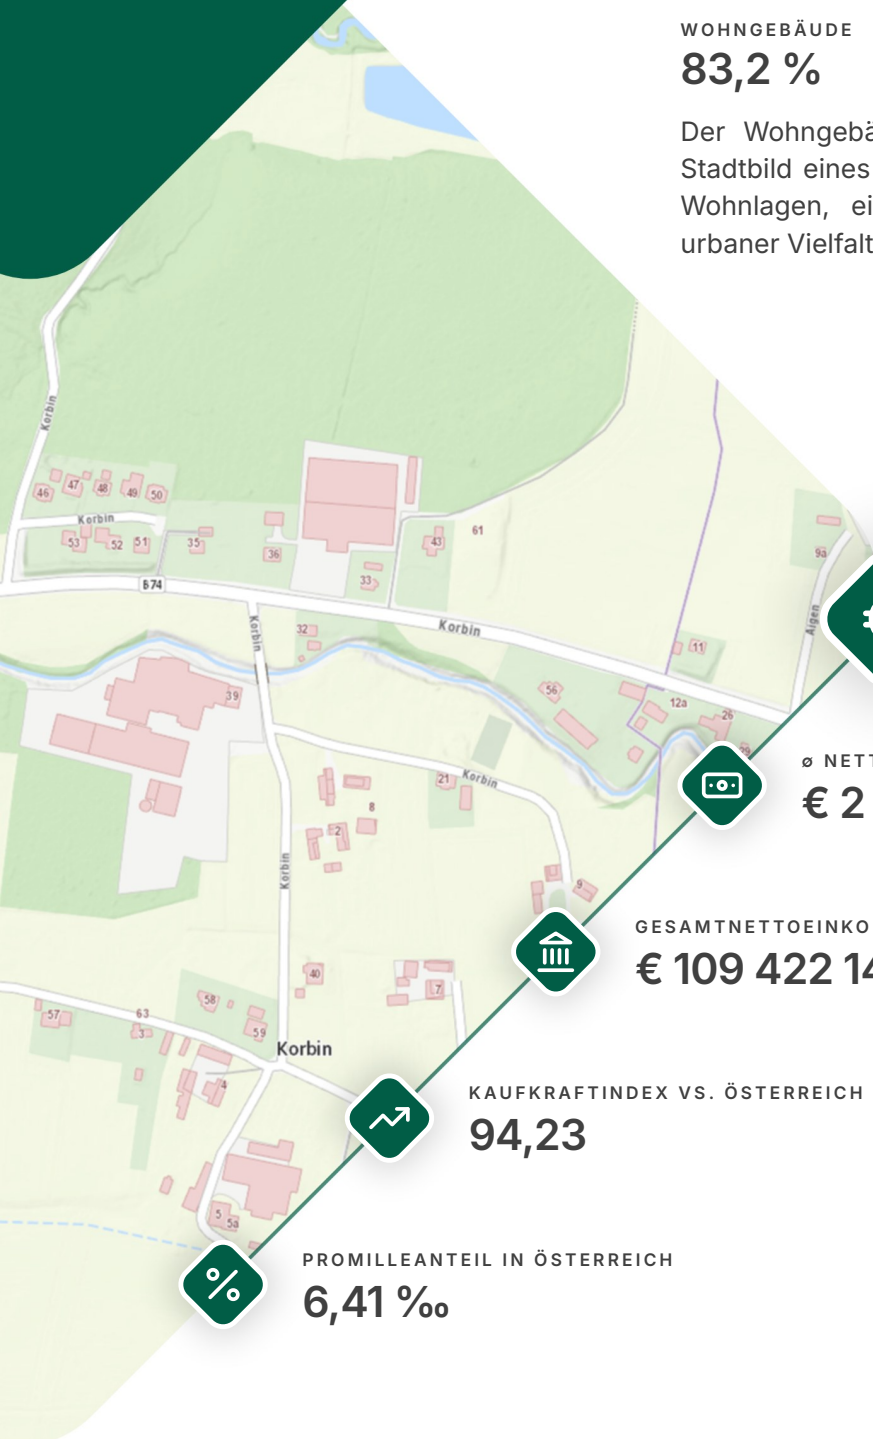 WOHNGEBÄUDE
83,2 %
Der Wohngebä
Stadtbild eines
Wohnlagen, ei
urbaner Vielfalt
Korbin
46
47
48
49
50
Korbin
53
52
51
35
36
33
43
61
B74
9a
Aigen
Korbin
32
Korbin
11
39
56
12a
26
29
Korbin
21
8
2
Korbin
9
ø NETT
€ 2
GESAMTNETTOEINKO
€ 109 422 14
40
7
57
63
3
58
59
Korbin
4
KAUFKRAFTINDEX VS. ÖSTERREICH
94,23
5
5a
PROMILLEANTEIL IN ÖSTERREICH
6,41 ‰